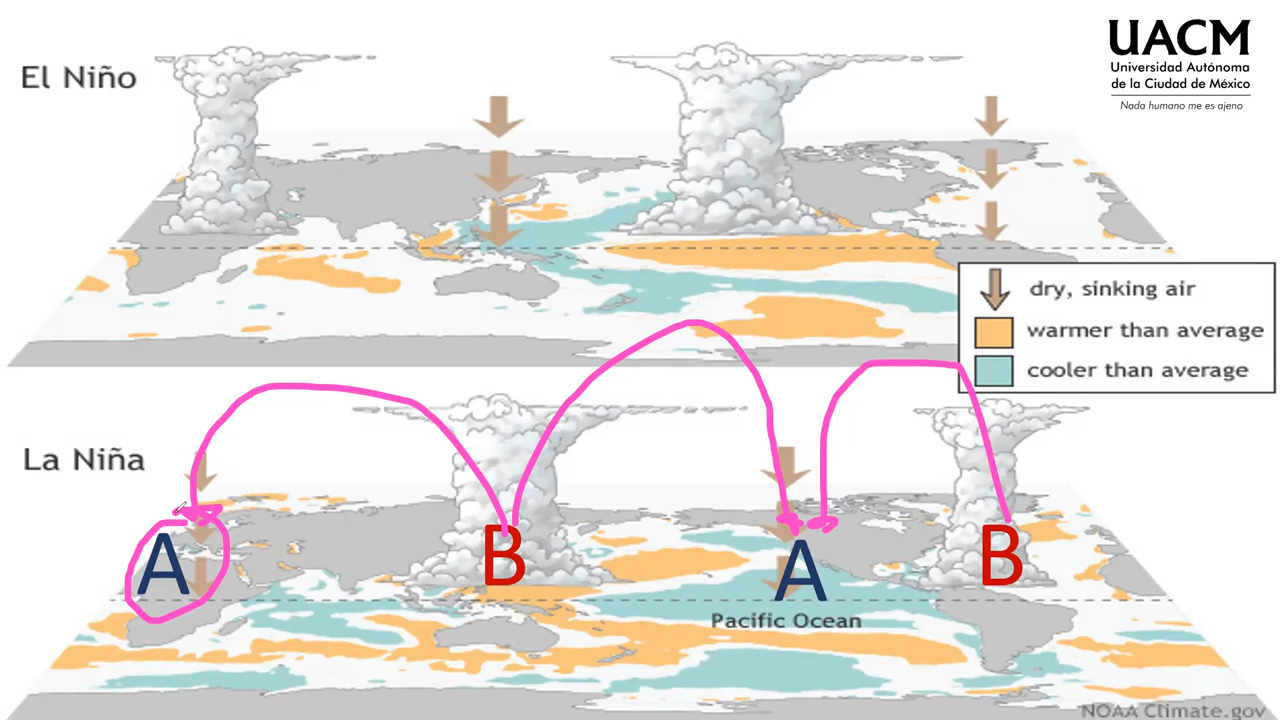 El Niño
UACM
Universidad Autónoma
de la Ciudad de México
Nada humano me es ajeno
dry, sinking air
warmer than average
cooler than average
La Niña
A
B
A
B
Pacific Ocean
NOAA Climate.gov